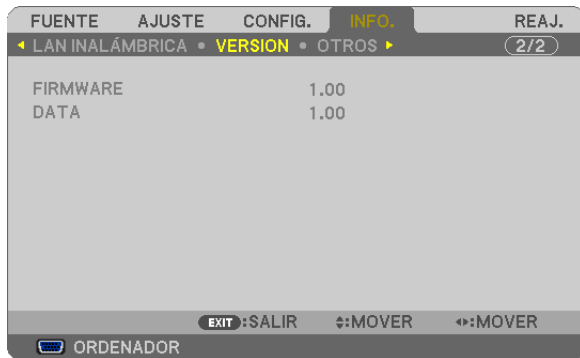 FUENTE AJUSTE CONFIG. INFO. REAJ.
LAN INALÁMBRICA • VERSION • OTROS 2/2
FIRMWARE 1.00
DATA 1.00
EXIT :SALIR :MOVER :MOVER
ORDENADOR